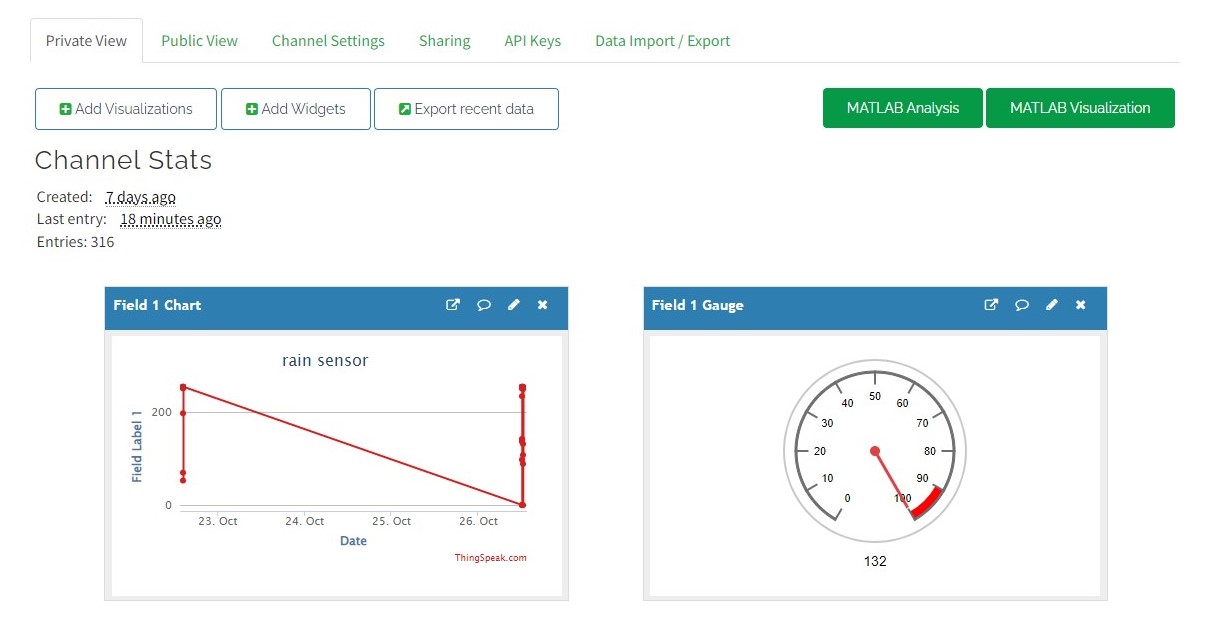 Private View Public View Channel Settings Sharing API Keys Data Import / Export
Add Visualizations Add Widgets Export recent data MATLAB Analysis MATLAB Visualization
Channel Stats
Created: 7 days ago
Last entry: 18 minutes ago
Entries: 316
Field 1 Chart
rain sensor
Field Label 1
200
0
23. Oct 24. Oct 25. Oct 26. Oct
Date
ThingSpeak.com
Field 1 Gauge
0 10 20 30 40 50 60 70 80 90 100
132